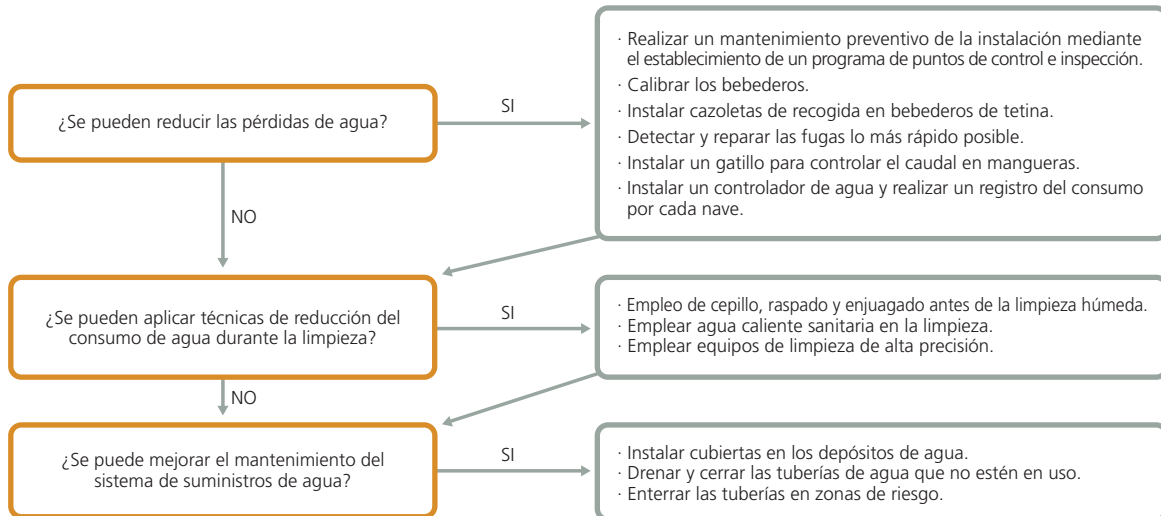 ¿Se pueden reducir las pérdidas de agua?
SI
· Realizar un mantenimiento preventivo de la instalación mediante
el establecimiento de un programa de puntos de control e inspección.
· Calibrar los bebederos.
· Instalar cazoletas de recogida en bebederos de tetina.
· Detectar y reparar las fugas lo más rápido posible.
· Instalar un gatillo para controlar el caudal en mangueras.
· Instalar un controlador de agua y realizar un registro del consumo
por cada nave.
NO
¿Se pueden aplicar técnicas de reducción del
consumo de agua durante la limpieza?
SI
· Empleo de cepillo, raspado y enjuagado antes de la limpieza húmeda.
· Emplear agua caliente sanitaria en la limpieza.
· Emplear equipos de limpieza de alta precisión.
NO
¿Se puede mejorar el mantenimiento del
sistema de suministros de agua?
SI
· Instalar cubiertas en los depósitos de agua.
· Drenar y cerrar las tuberías de agua que no estén en uso.
· Enterrar las tuberías en zonas de riesgo.